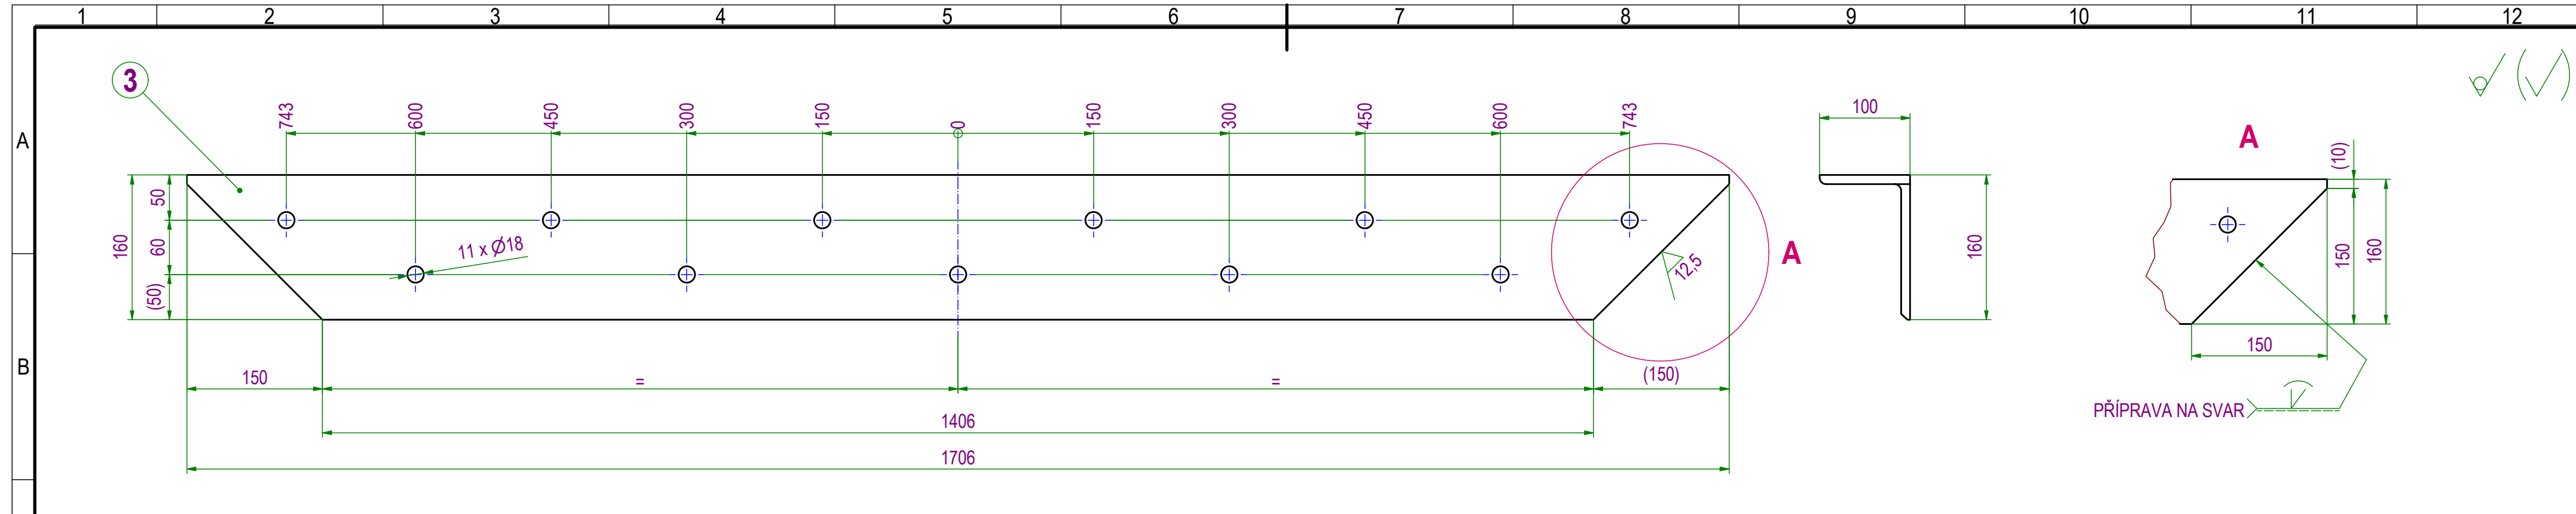 1 2 3 4 5 6 7 8 9 10 11 12
A
B
3
743 600 450 300 150 0 150 300 450 600 743
160
50
60
(50)
11 x Ø18
12,5
A
150 = = (150)
1406
1706
100
160
A
(10)
150
160
150
PŘÍPRAVA NA SVAR